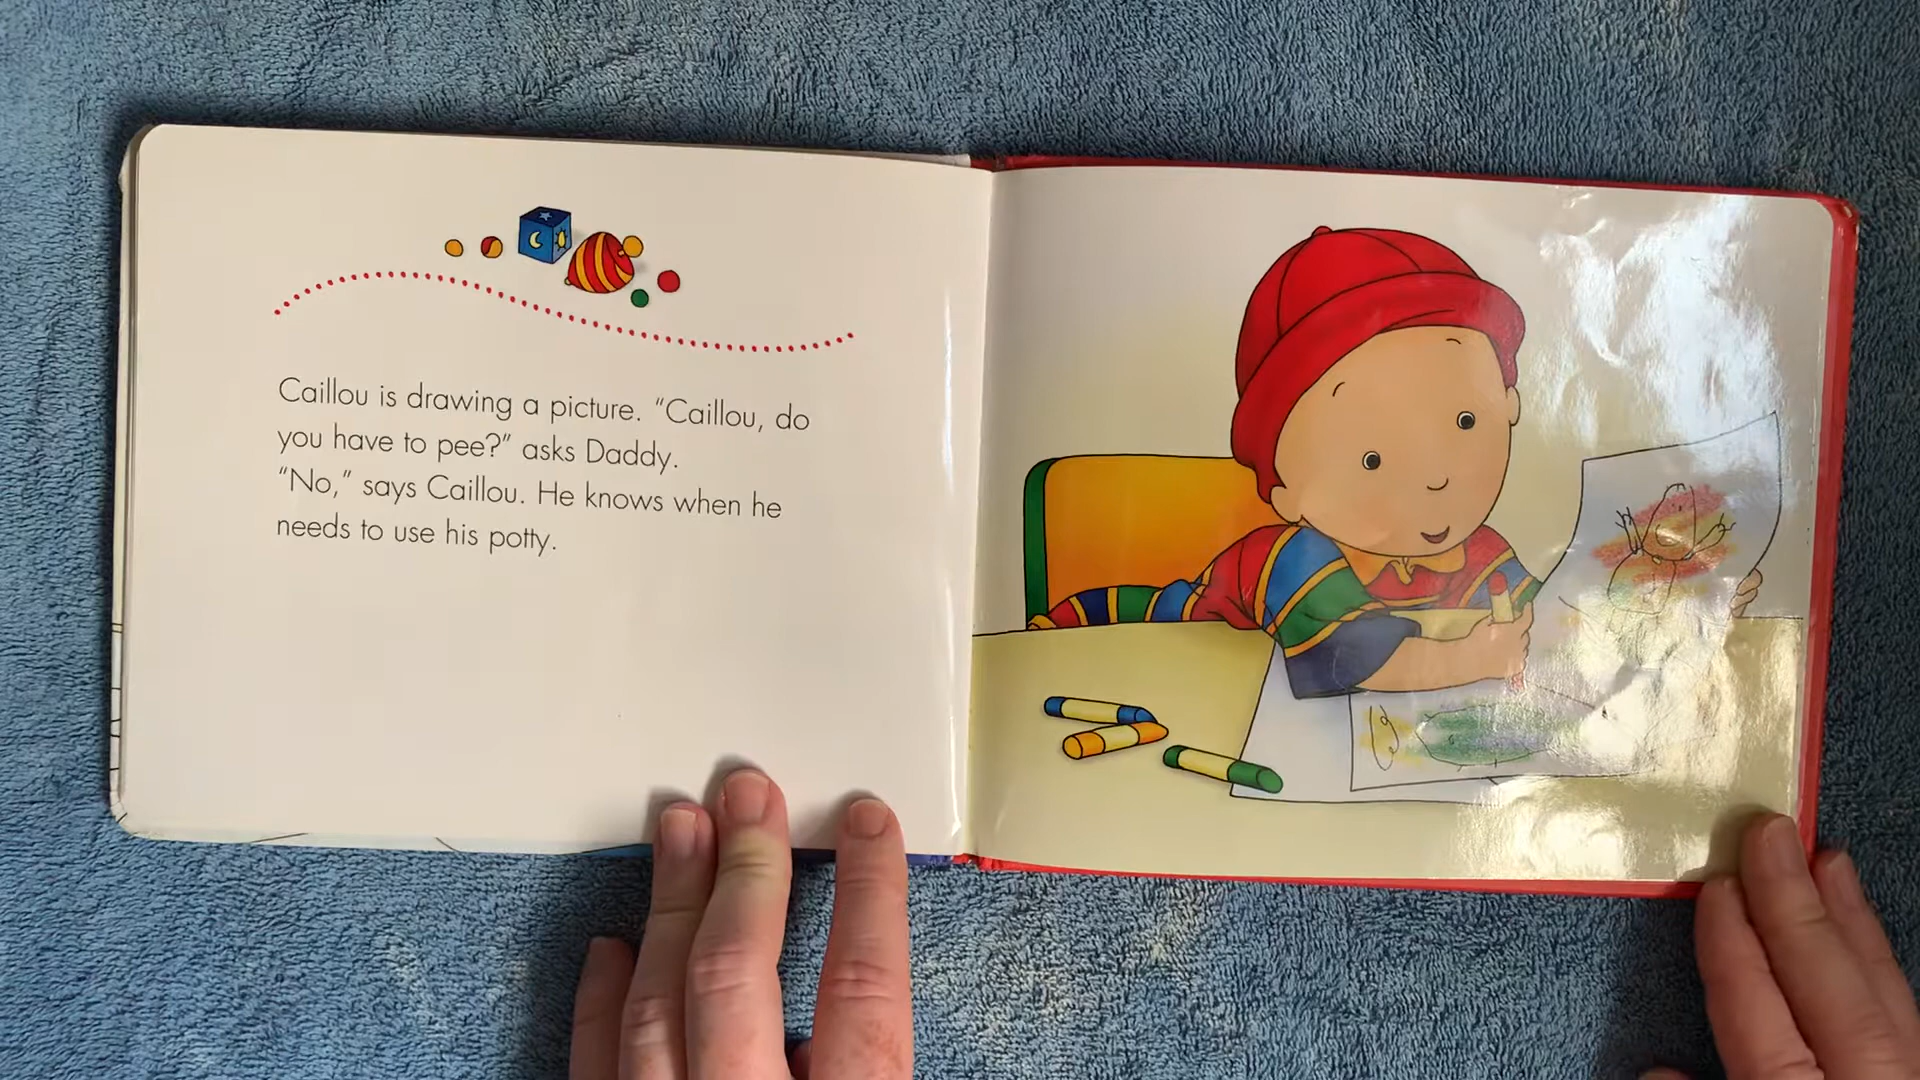 Caillou is drawing a picture. “Caillou, do
you have to pee?” asks Daddy.
“No,” says Caillou. He knows when he
needs to use his potty.